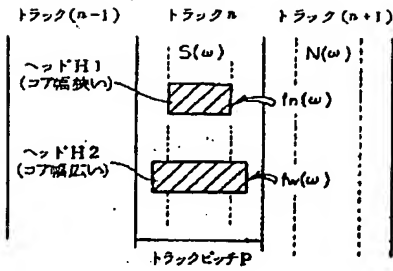 トラック(n-1) トラックn トラック(n+1)
S(ω) N(ω)
ヘッドH1
(コア幅狭い)
fn(ω)
ヘッドH2
(コア幅広い)
fw(ω)
トラックピッチP